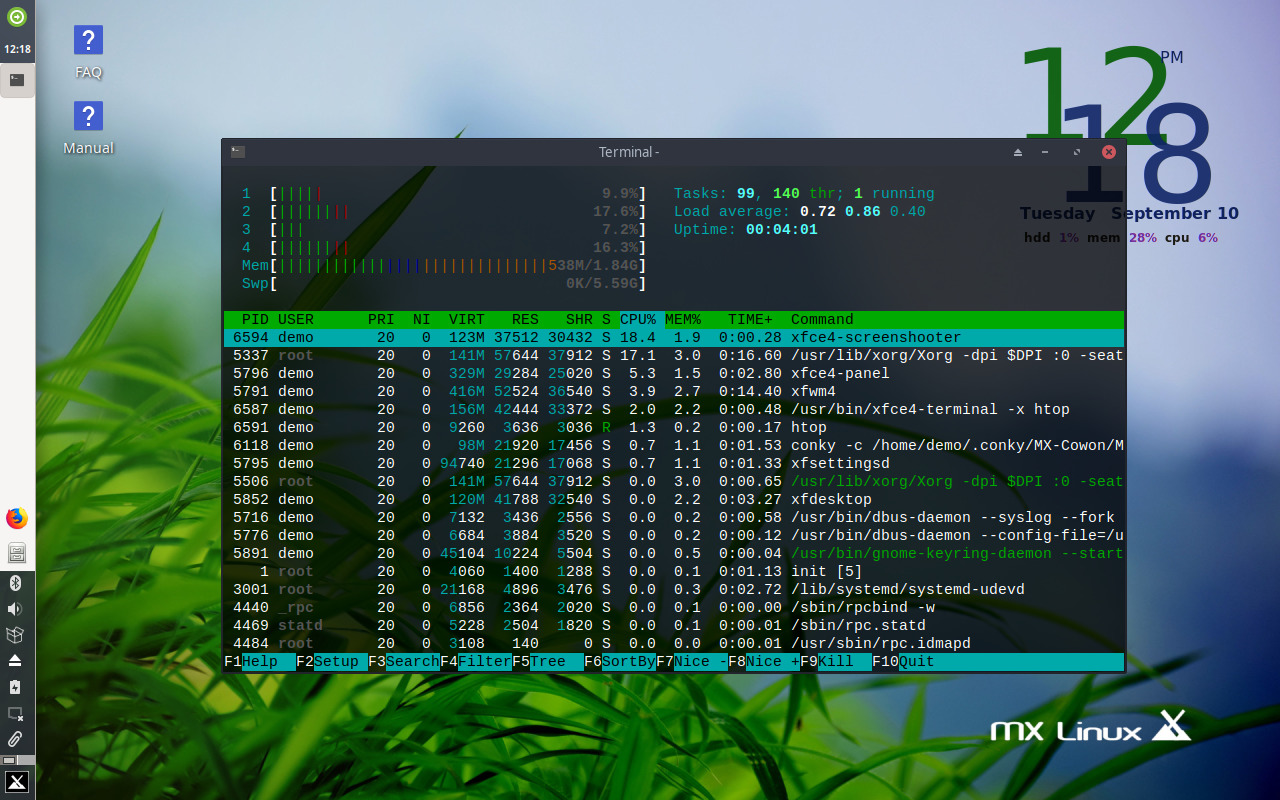 12:18
FAQ
Manual
12 PM
18
Tuesday September 10
hdd 1% mem 28% cpu 6%
Terminal -
1 [||||| 9.9%] Tasks: 99, 140 thr; 1 running
2 [|||||||| 17.6%] Load average: 0.72 0.86 0.40
3 [||| 7.2%] Uptime: 00:04:01
4 [|||||||| 16.3%]
Mem[||||||||||||||||||||||||||||||538M/1.84G]
Swp[ 0K/5.59G]
PID USER PRI NI VIRT RES SHR S CPU% MEM% TIME+ Command
6594 demo 20 0 123M 37512 30432 S 18.4 1.9 0:00.28 xfce4-screenshooter
5337 root 20 0 141M 57644 37912 S 17.1 3.0 0:16.60 /usr/lib/xorg/Xorg -dpi $DPI :0 -seat
5796 demo 20 0 329M 29284 25020 S 5.3 1.5 0:02.80 xfce4-panel
5791 demo 20 0 416M 52524 36540 S 3.9 2.7 0:14.40 xfwm4
6587 demo 20 0 156M 42444 33372 S 2.0 2.2 0:00.48 /usr/bin/xfce4-terminal -x htop
6591 demo 20 0 9260 3636 3036 R 1.3 0.2 0:00.17 htop
6118 demo 20 0 98M 21920 17456 S 0.7 1.1 0:01.53 conky -c /home/demo/.conky/MX-Cowon/M
5795 demo 20 0 94740 21296 17068 S 0.7 1.1 0:01.33 xfsettingsd
5506 root 20 0 141M 57644 37912 S 0.0 3.0 0:00.65 /usr/lib/xorg/Xorg -dpi $DPI :0 -seat
5852 demo 20 0 120M 41788 32540 S 0.0 2.2 0:03.27 xfdesktop
5716 demo 20 0 7132 3436 2556 S 0.0 0.2 0:00.58 /usr/bin/dbus-daemon --syslog --fork
5776 demo 20 0 6684 3884 3520 S 0.0 0.2 0:00.12 /usr/bin/dbus-daemon --config-file=/u
5891 demo 20 0 45104 10224 5504 S 0.0 0.5 0:00.04 /usr/bin/gnome-keyring-daemon --start
1 root 20 0 4060 1400 1288 S 0.0 0.1 0:01.13 init [5]
3001 root 20 0 21168 4896 3476 S 0.0 0.3 0:02.72 /lib/systemd/systemd-udevd
4440 _rpc 20 0 6856 2364 2020 S 0.0 0.1 0:00.00 /sbin/rpcbind -w
4469 statd 20 0 5228 2504 1820 S 0.0 0.1 0:00.01 /sbin/rpc.statd
4484 root 20 0 3108 140 0 S 0.0 0.0 0:00.01 /usr/sbin/rpc.idmapd
F1Help F2Setup F3SearchF4FilterF5Tree F6SortByF7Nice -F8Nice +F9Kill F10Quit
MX Linux